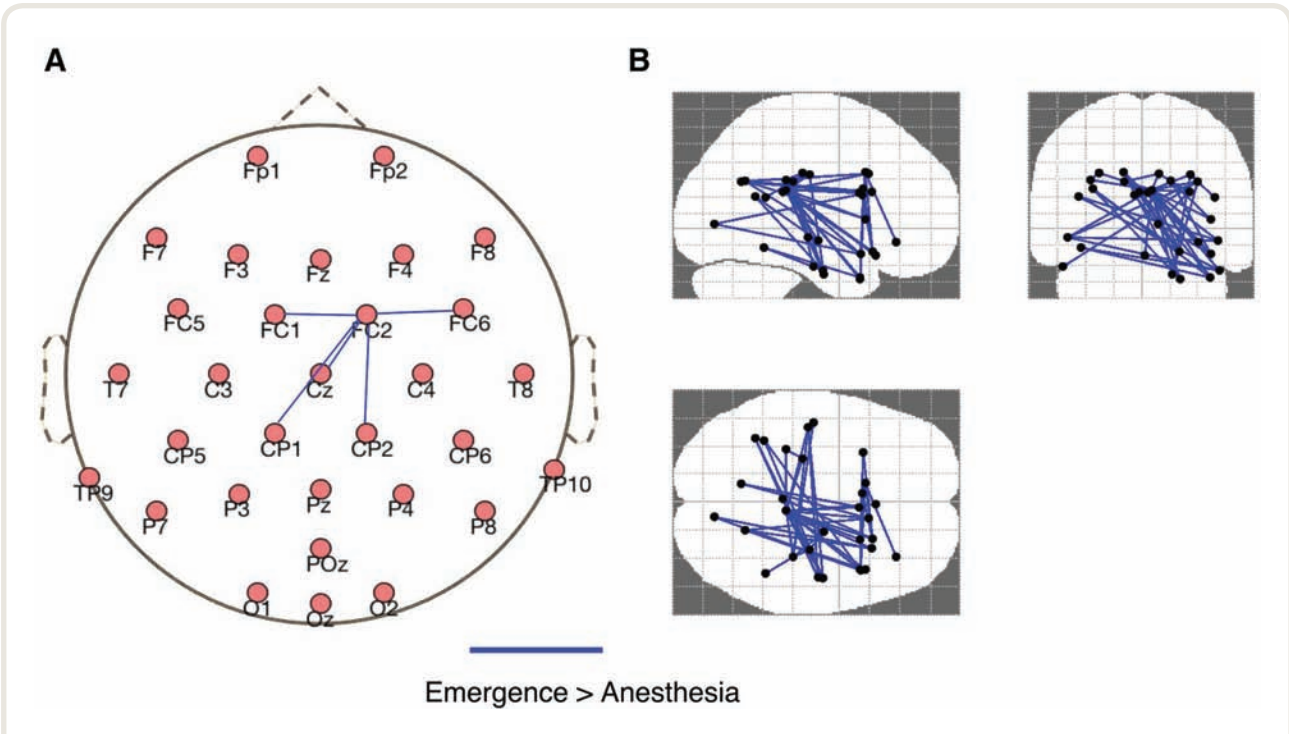 A
B
Fp1 Fp2
F7 F3 Fz F4 F8
FC5 FC1 FC2 FC6
T7 C3 Cz C4 T8
CP5 CP1 CP2 CP6
TP9 TP10
P7 P3 Pz P4 P8
POz
O1 Oz O2
Emergence > Anesthesia